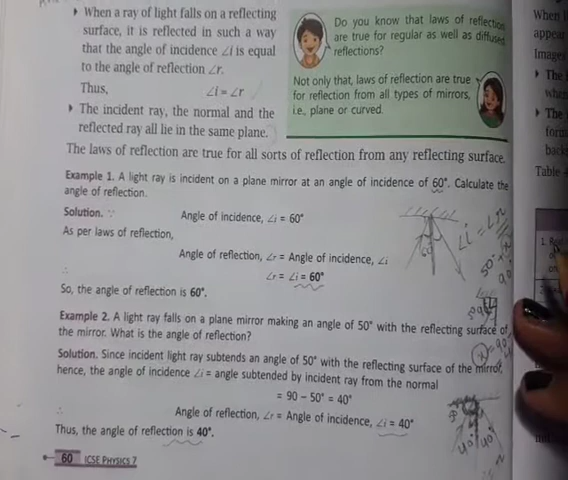 When a ray of light falls on a reflecting
surface, it is reflected in such a way
that the angle of incidence ∠i is equal
to the angle of reflection ∠r.
Thus, ∠i = ∠r
The incident ray, the normal and the
reflected ray all lie in the same plane.
Do you know that laws of reflection
are true for regular as well as diffused
reflections?
Not only that, laws of reflection are true
for reflection from all types of mirrors,
i.e., plane or curved.
The laws of reflection are true for all sorts of reflection from any reflecting surface.
Example 1. A light ray is incident on a plane mirror at an angle of incidence of 60°. Calculate the
angle of reflection.
Solution. ∵ Angle of incidence, ∠i = 60°
As per laws of reflection,
Angle of reflection, ∠r = Angle of incidence, ∠i
∴ ∠r = ∠i = 60°
So, the angle of reflection is 60°.
Example 2. A light ray falls on a plane mirror making an angle of 50° with the reflecting surface of
the mirror. What is the angle of reflection?
Solution. Since incident light ray subtends an angle of 50° with the reflecting surface of the mirror,
hence, the angle of incidence ∠i = angle subtended by incident ray from the normal
= 90 – 50° = 40°
∴ Angle of reflection, ∠r = Angle of incidence, ∠i = 40°
Thus, the angle of reflection is 40°.
60 ICSE PHYSICS 7
∠i = ∠r
60
40° 40°
When
appear
Images
The
The
Table